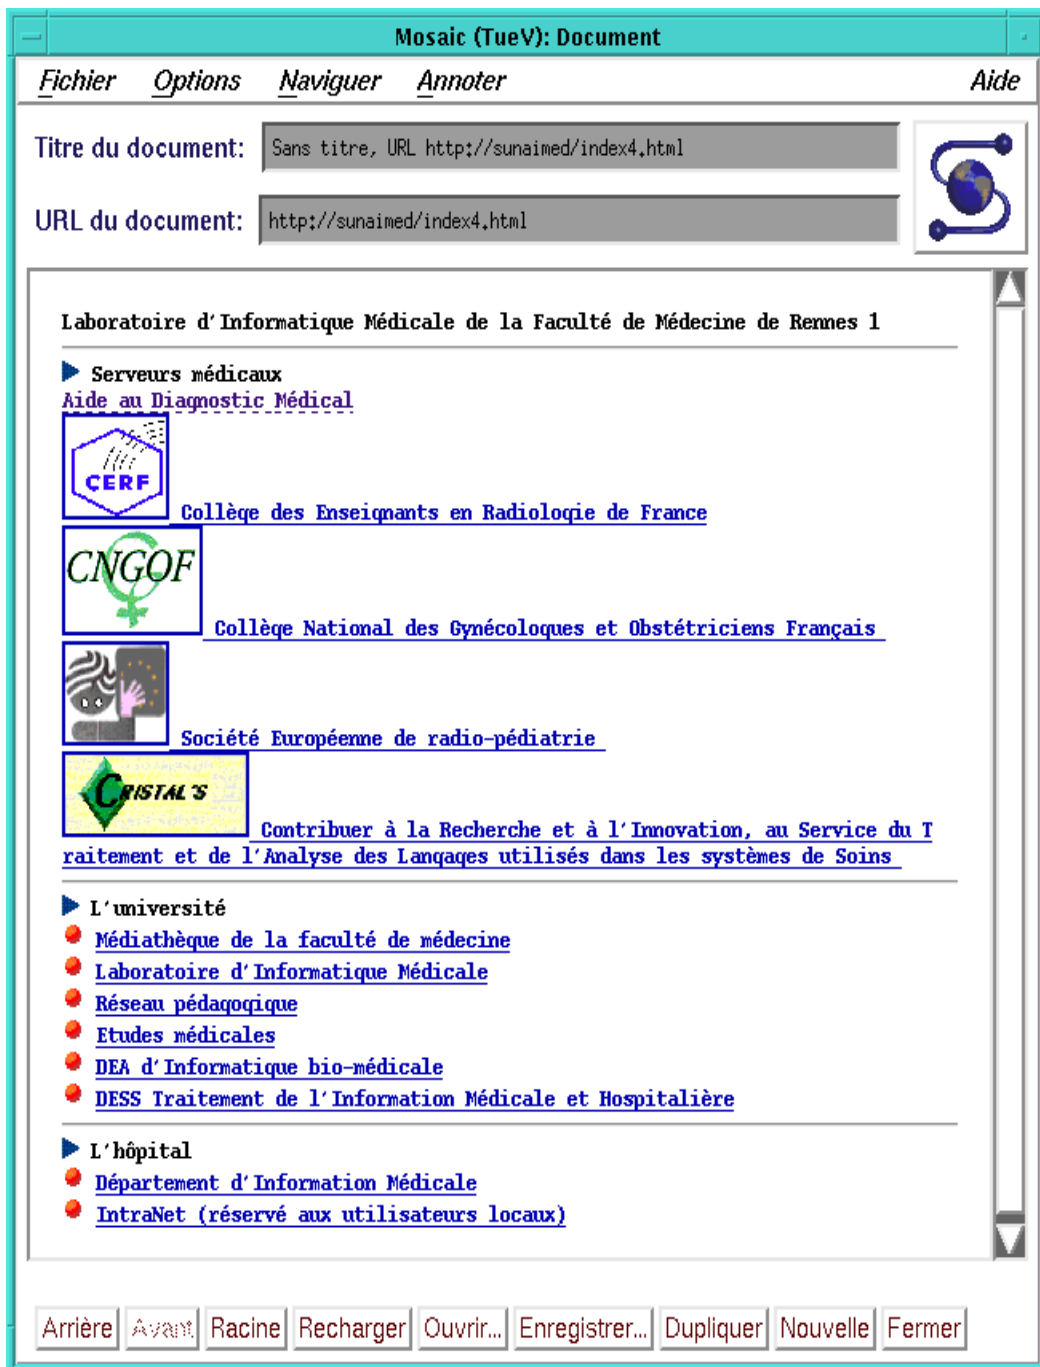 Mosaic (TueV): Document
Fichier Options Naviguer Annoter Aide
Titre du document: Sans titre, URL http://sunaimed/index4.html
URL du document: http://sunaimed/index4.html
Laboratoire d'Informatique Médicale de la Faculté de Médecine de Rennes 1
Serveurs médicaux
Aide au Diagnostic Médical
CERF
Collège des Enseignants en Radiologie de France
CNGOF
Collège National des Gynécologues et Obstétriciens Français
Société Européenne de radio-pédiatrie
CRISTAL'S
Contribuer à la Recherche et à l'Innovation, au Service du T
raitement et de l'Analyse des Langages utilisés dans les systèmes de Soins
L'université
Médiathèque de la faculté de médecine
Laboratoire d'Informatique Médicale
Réseau pédagogique
Etudes médicales
DEA d'Informatique bio-médicale
DESS Traitement de l'Information Médicale et Hospitalière
L'hôpital
Département d'Information Médicale
IntraNet (réservé aux utilisateurs locaux)
Arrière Avant Racine Recharger Ouvrir... Enregistrer... Dupliquer Nouvelle Fermer